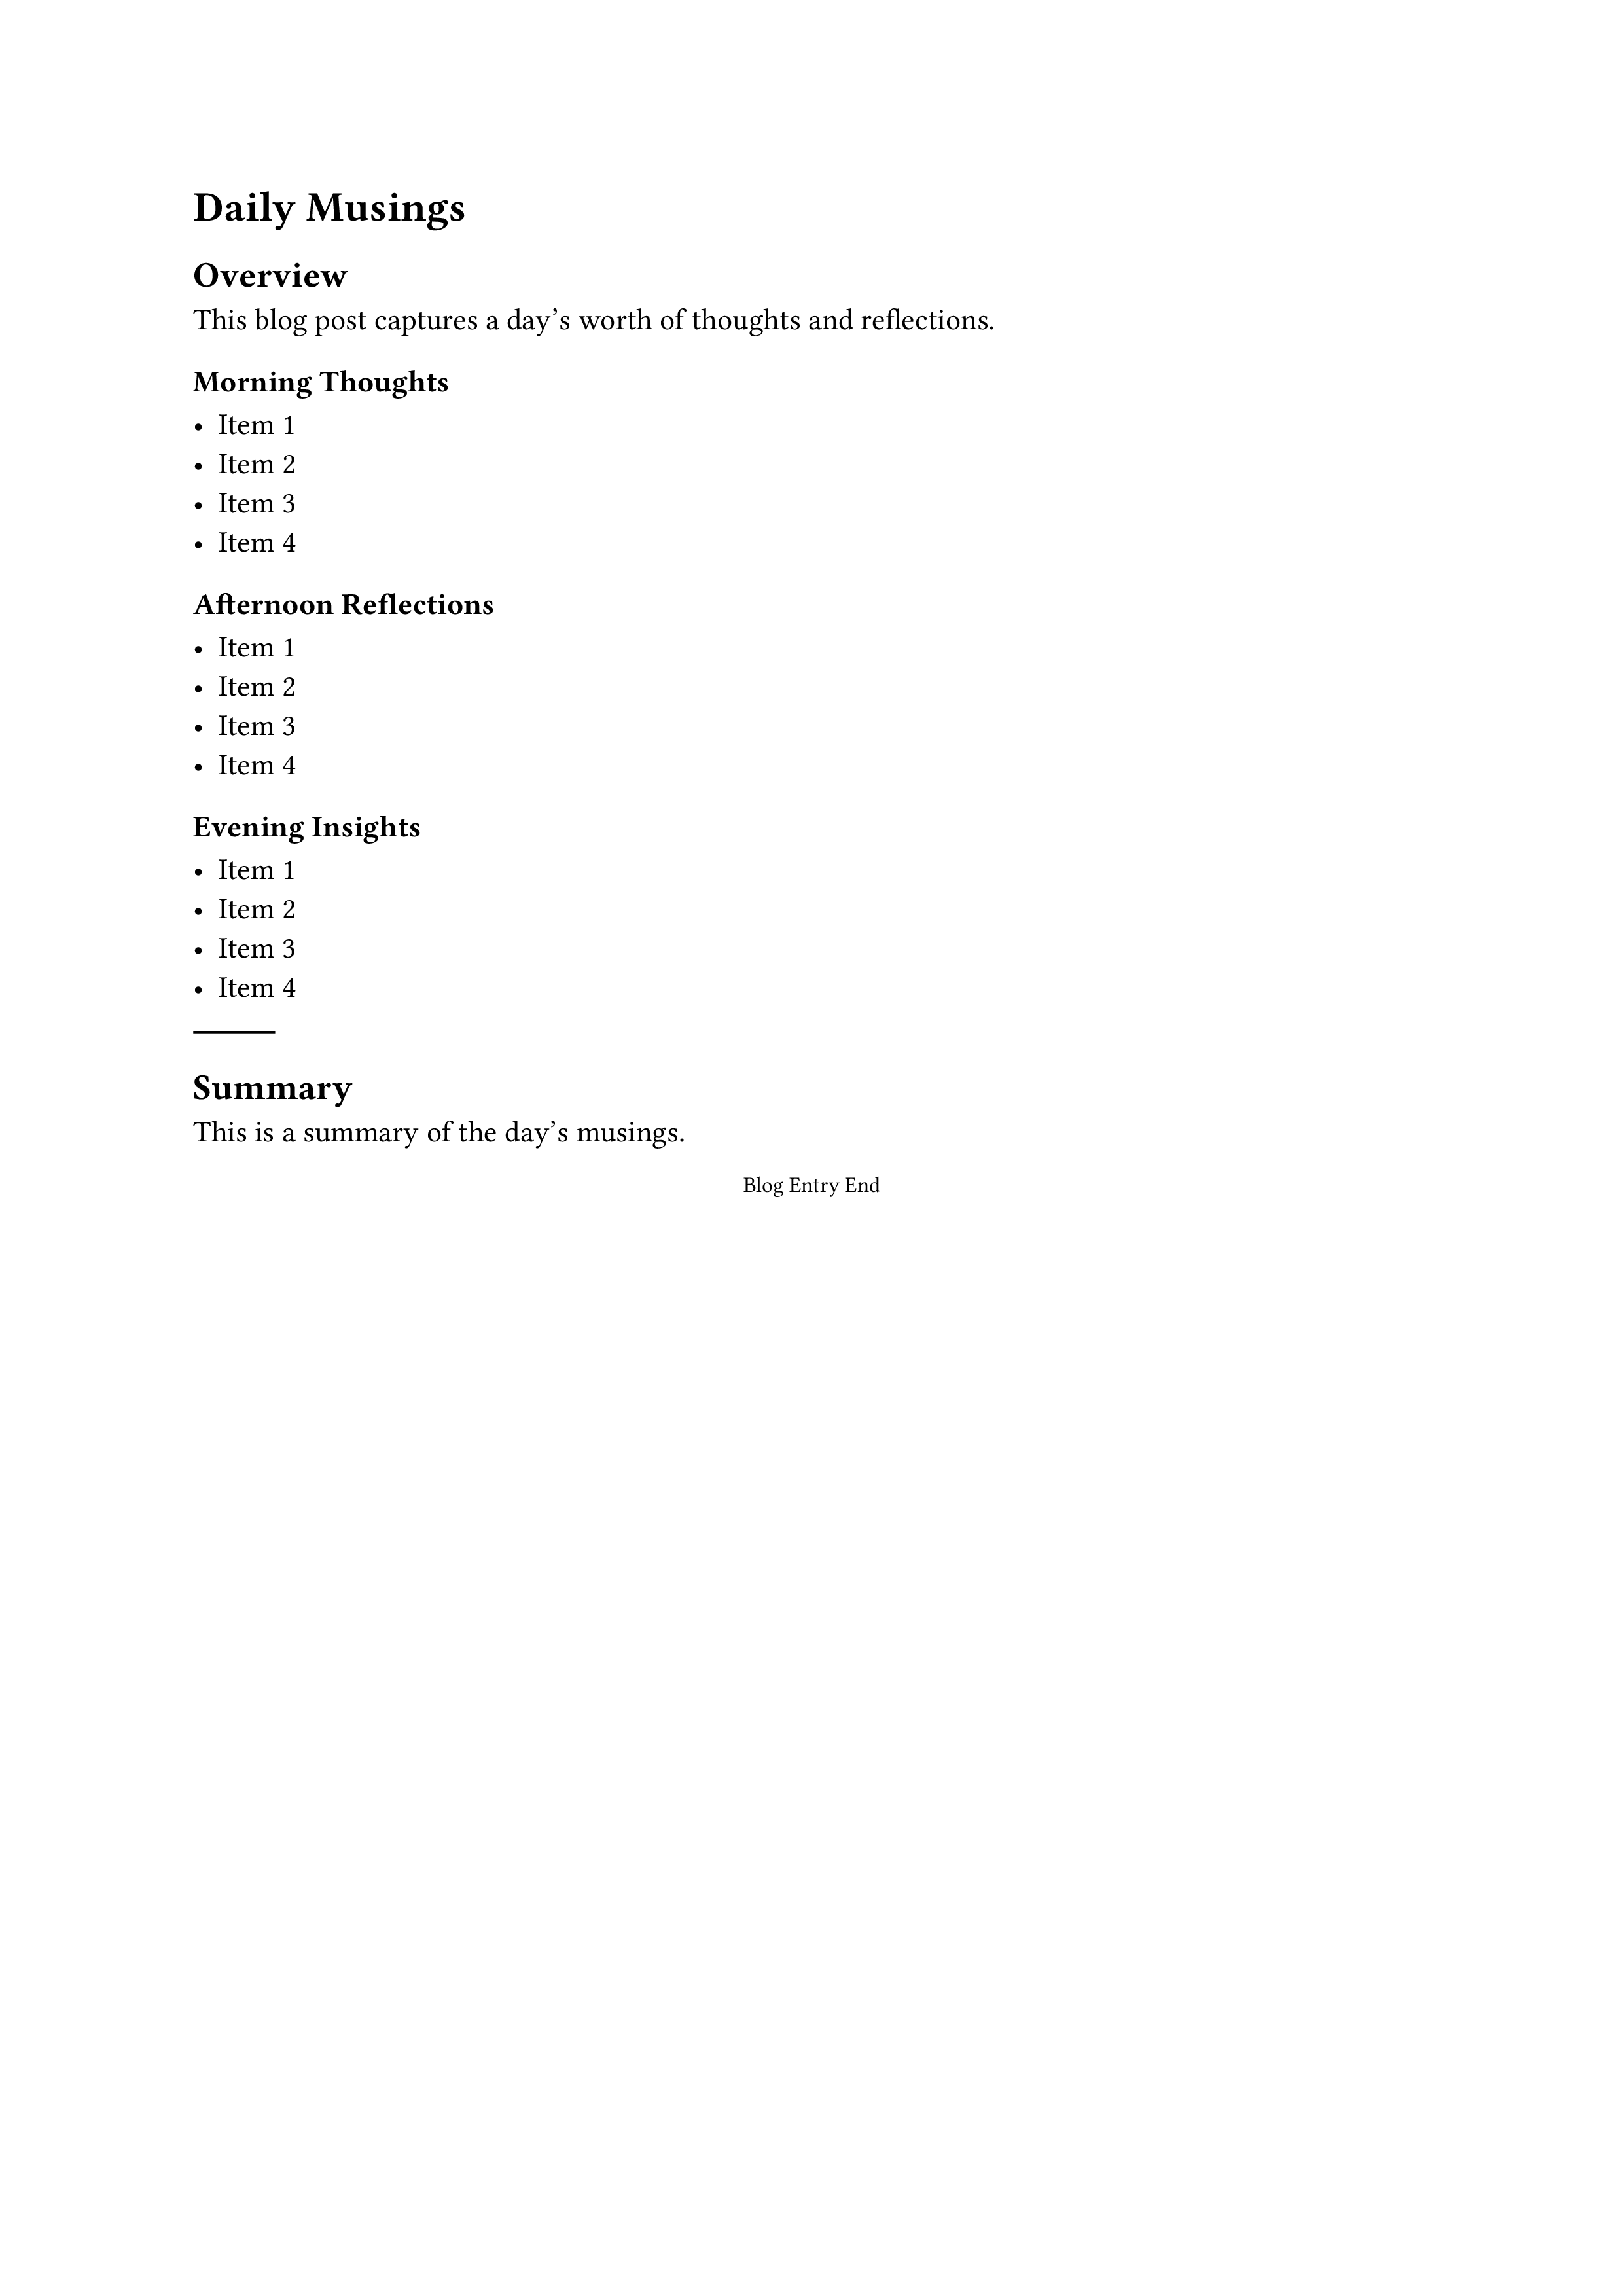 Daily Musings
Overview
This blog post captures a day’s worth of thoughts and reflections.
Morning Thoughts
• Item 1
• Item 2
• Item 3
• Item 4
Afternoon Reflections
• Item 1
• Item 2
• Item 3
• Item 4
Evening Insights
• Item 1
• Item 2
• Item 3
• Item 4
Summary
This is a summary of the day’s musings.
Blog Entry End